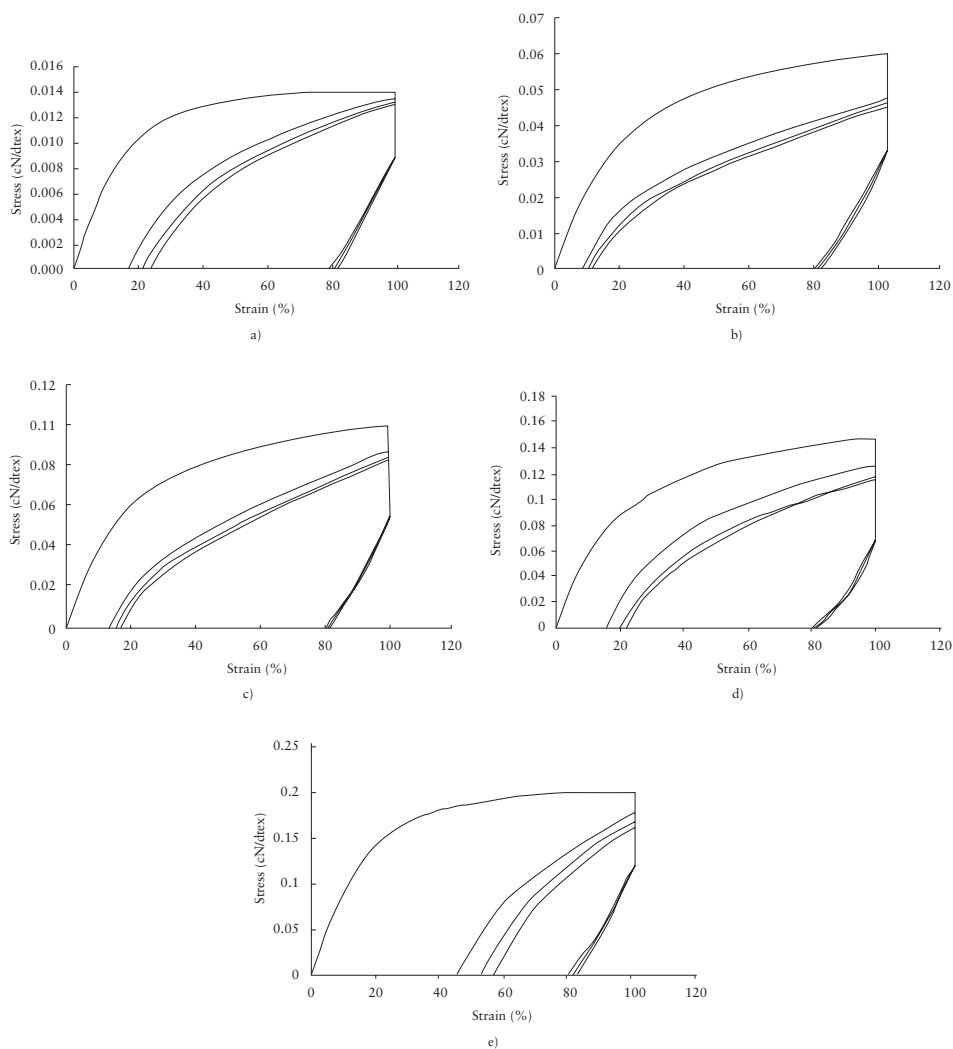 0.016
0.014
0.012
0.010
0.008
0.006
0.004
0.002
0.000
Stress (cN/dtex)
0 20 40 60 80 100 120
Strain (%)
a)
0.07
0.06
0.05
0.04
0.03
0.02
0.01
0
Stress (cN/dtex)
0 20 40 60 80 100 120
Strain (%)
b)
0.12
0.11
0.08
0.04
0.02
0
Stress (cN/dtex)
0 20 40 60 80 100 120
Strain (%)
c)
0.18
0.16
0.14
0.12
0.1
0.08
0.06
0.04
0.02
0
Stress (cN/dtex)
0 20 40 60 80 100 120
Strain (%)
d)
0.25
0.2
0.15
0.1
0.05
0
Stress (cN/dtex)
0 20 40 60 80 100 120
Strain (%)
e)